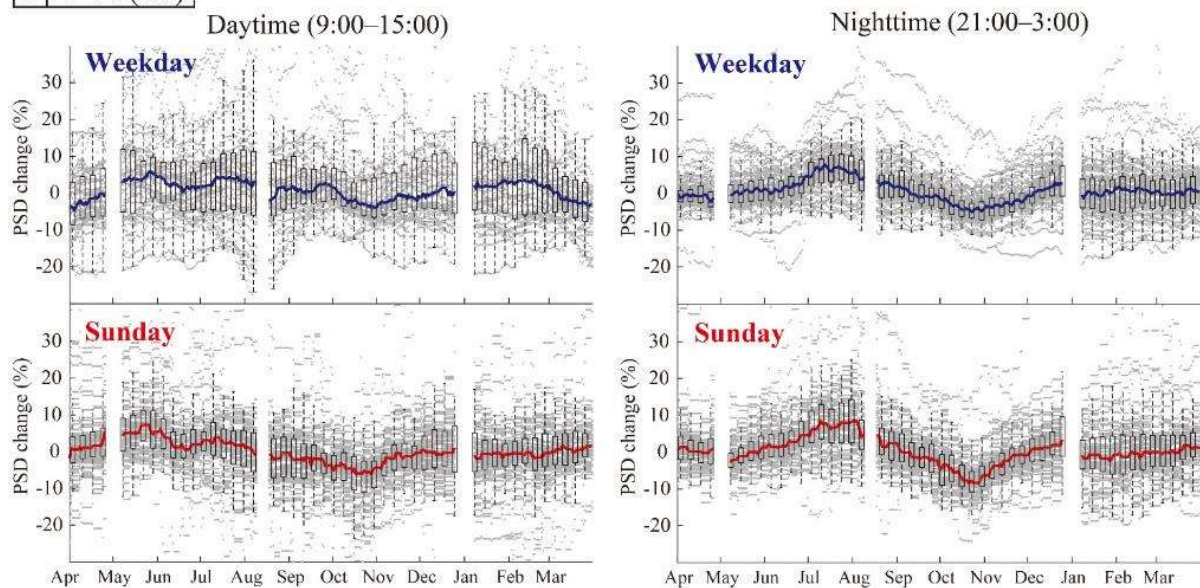 Daytime (9:00–15:00)
Nighttime (21:00–3:00)
Weekday
PSD change (%)
30
20
10
0
-10
-20
Weekday
PSD change (%)
30
20
10
0
-10
-20
Sunday
PSD change (%)
30
20
10
0
-10
-20
Apr May Jun Jul Aug Sep Oct Nov Dec Jan Feb Mar
Sunday
PSD change (%)
30
20
10
0
-10
-20
Apr May Jun Jul Aug Sep Oct Nov Dec Jan Feb Mar